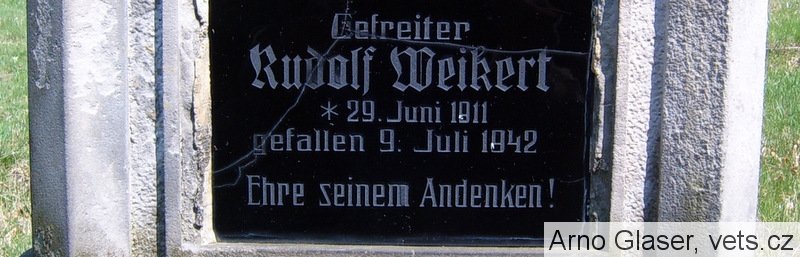 Gefreiter
Rudolf Weikert
* 29. Juni 1911
gefallen 9. Juli 1942
Ehre seinem Andenken!
Arno Glaser, vets.cz